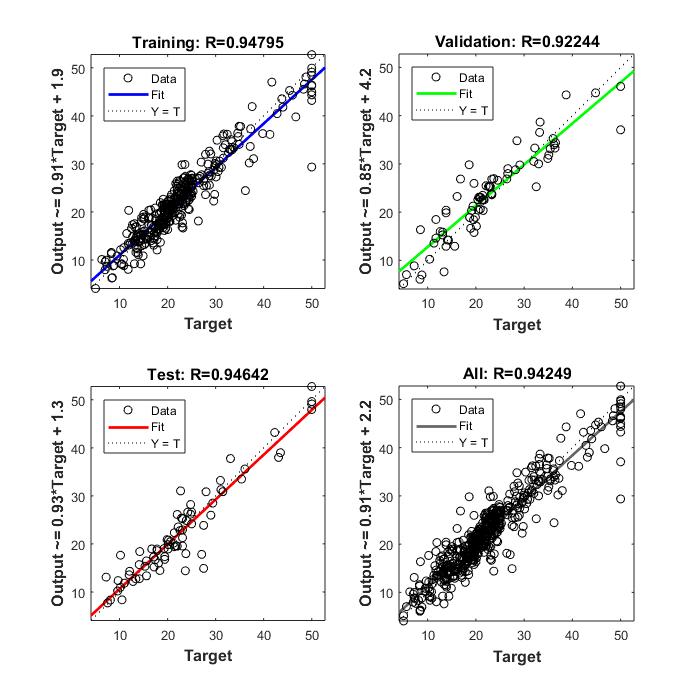 Training: R=0.94795
Output ~= 0.91*Target + 1.9
Data
Fit
Y = T
50
40
30
20
10
10 20 30 40 50
Target
Validation: R=0.92244
Output ~= 0.85*Target + 4.2
Data
Fit
Y = T
50
40
30
20
10
10 20 30 40 50
Target
Test: R=0.94642
Output ~= 0.93*Target + 1.3
Data
Fit
Y = T
50
40
30
20
10
10 20 30 40 50
Target
All: R=0.94249
Output ~= 0.91*Target + 2.2
Data
Fit
Y = T
50
40
30
20
10
10 20 30 40 50
Target